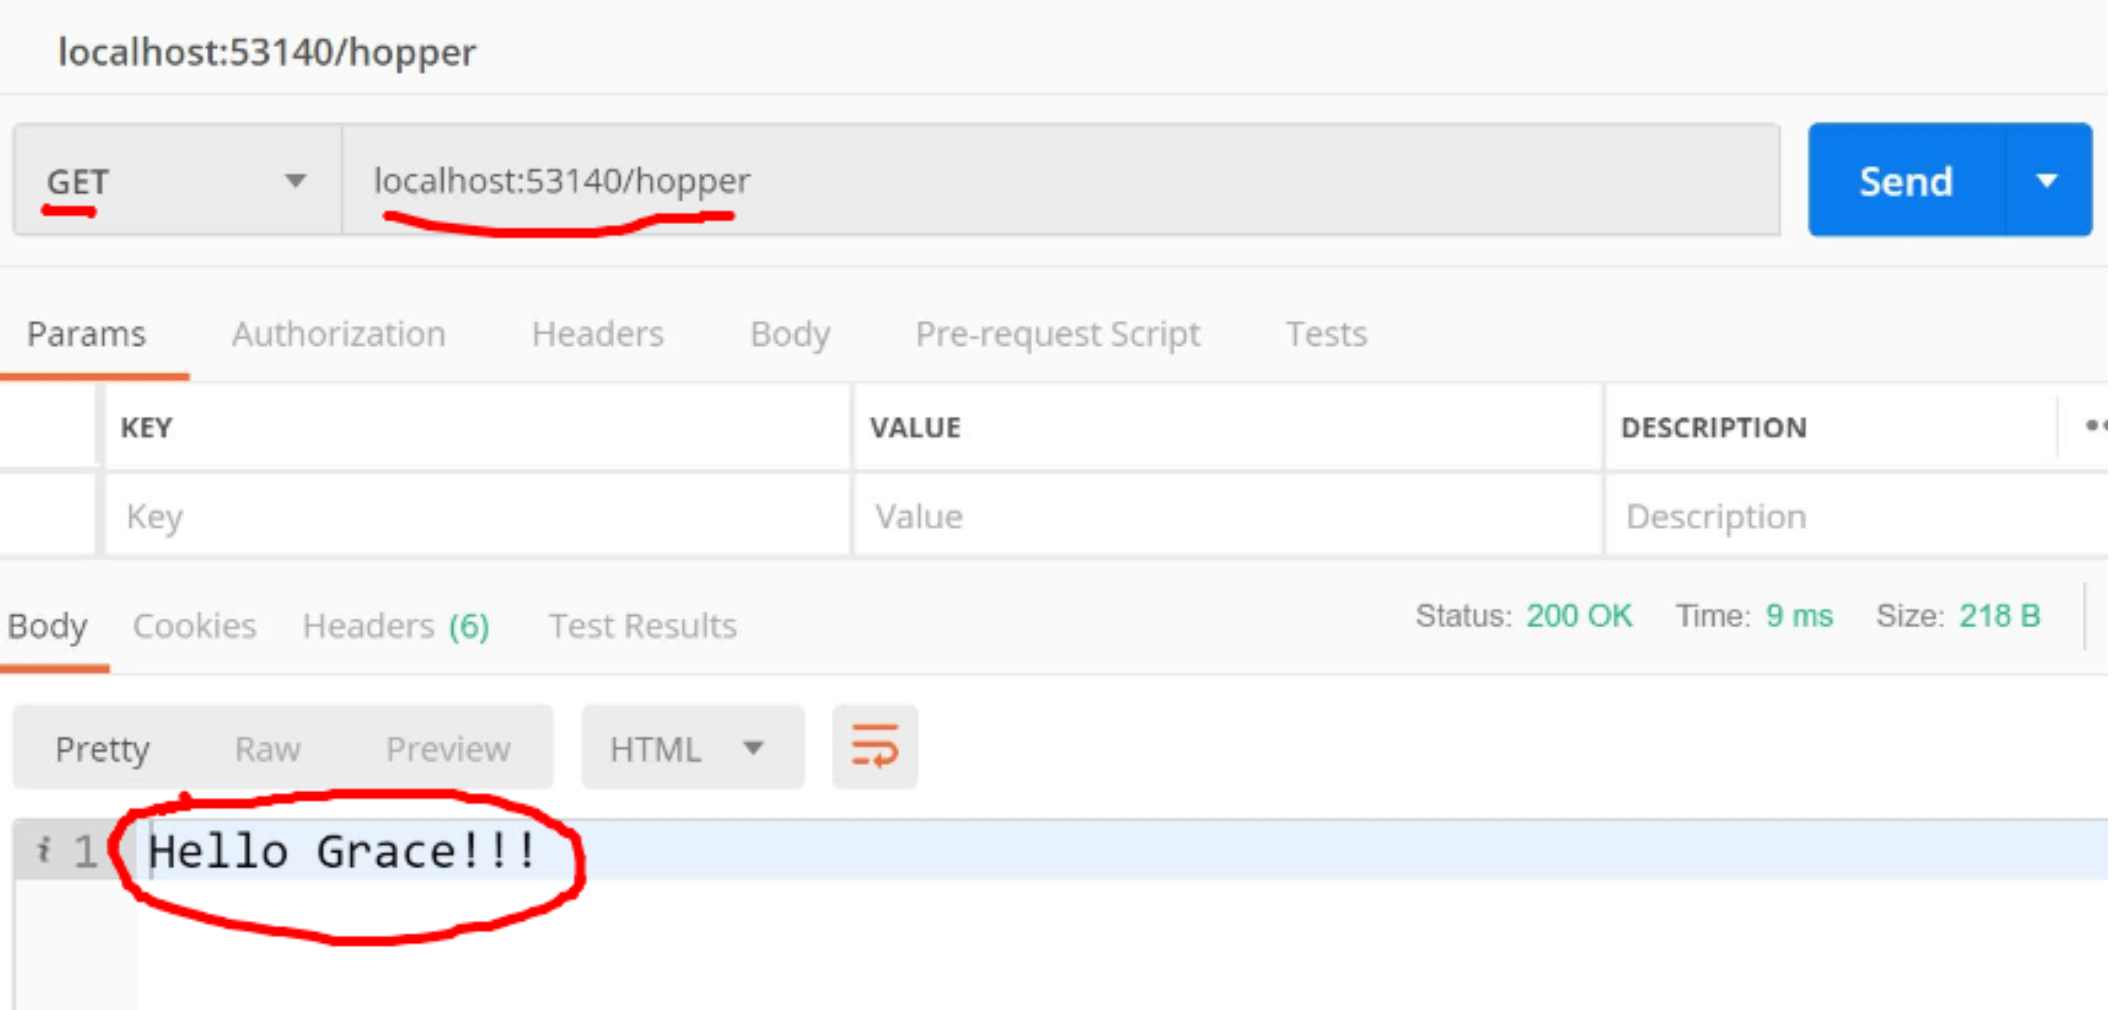 localhost:53140/hopper
GET localhost:53140/hopper Send
Params Authorization Headers Body Pre-request Script Tests
KEY VALUE DESCRIPTION
Key Value Description
Body Cookies Headers (6) Test Results Status: 200 OK Time: 9 ms Size: 218 B
Pretty Raw Preview HTML
i 1 Hello Grace!!!